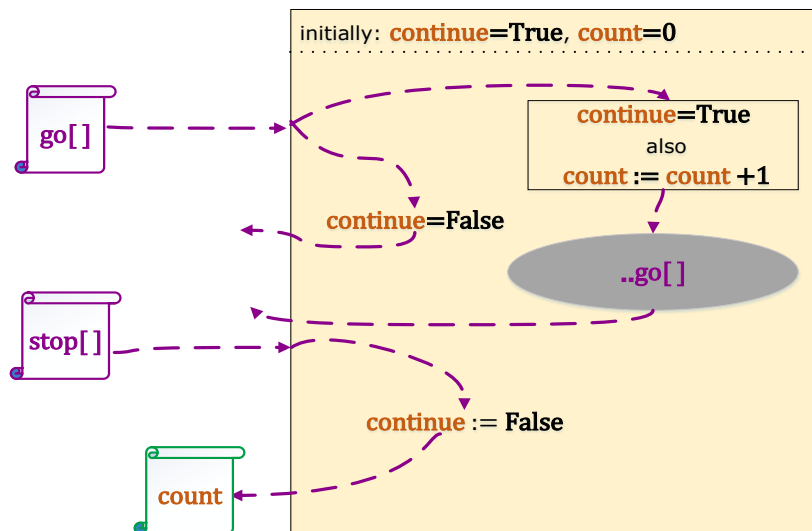 initially: continue=True, count=0
go[ ]
continue=True
also
count := count +1
continue=False
..go[ ]
stop[ ]
continue := False
count